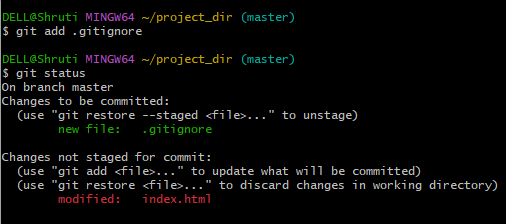 DELL@Shruti MINGW64 ~/project_dir (master)
$ git add .gitignore
DELL@Shruti MINGW64 ~/project_dir (master)
$ git status
On branch master
Changes to be committed:
  (use "git restore --staged <file>..." to unstage)
        new file:   .gitignore
Changes not staged for commit:
  (use "git add <file>..." to update what will be committed)
  (use "git restore <file>..." to discard changes in working directory)
        modified:   index.html